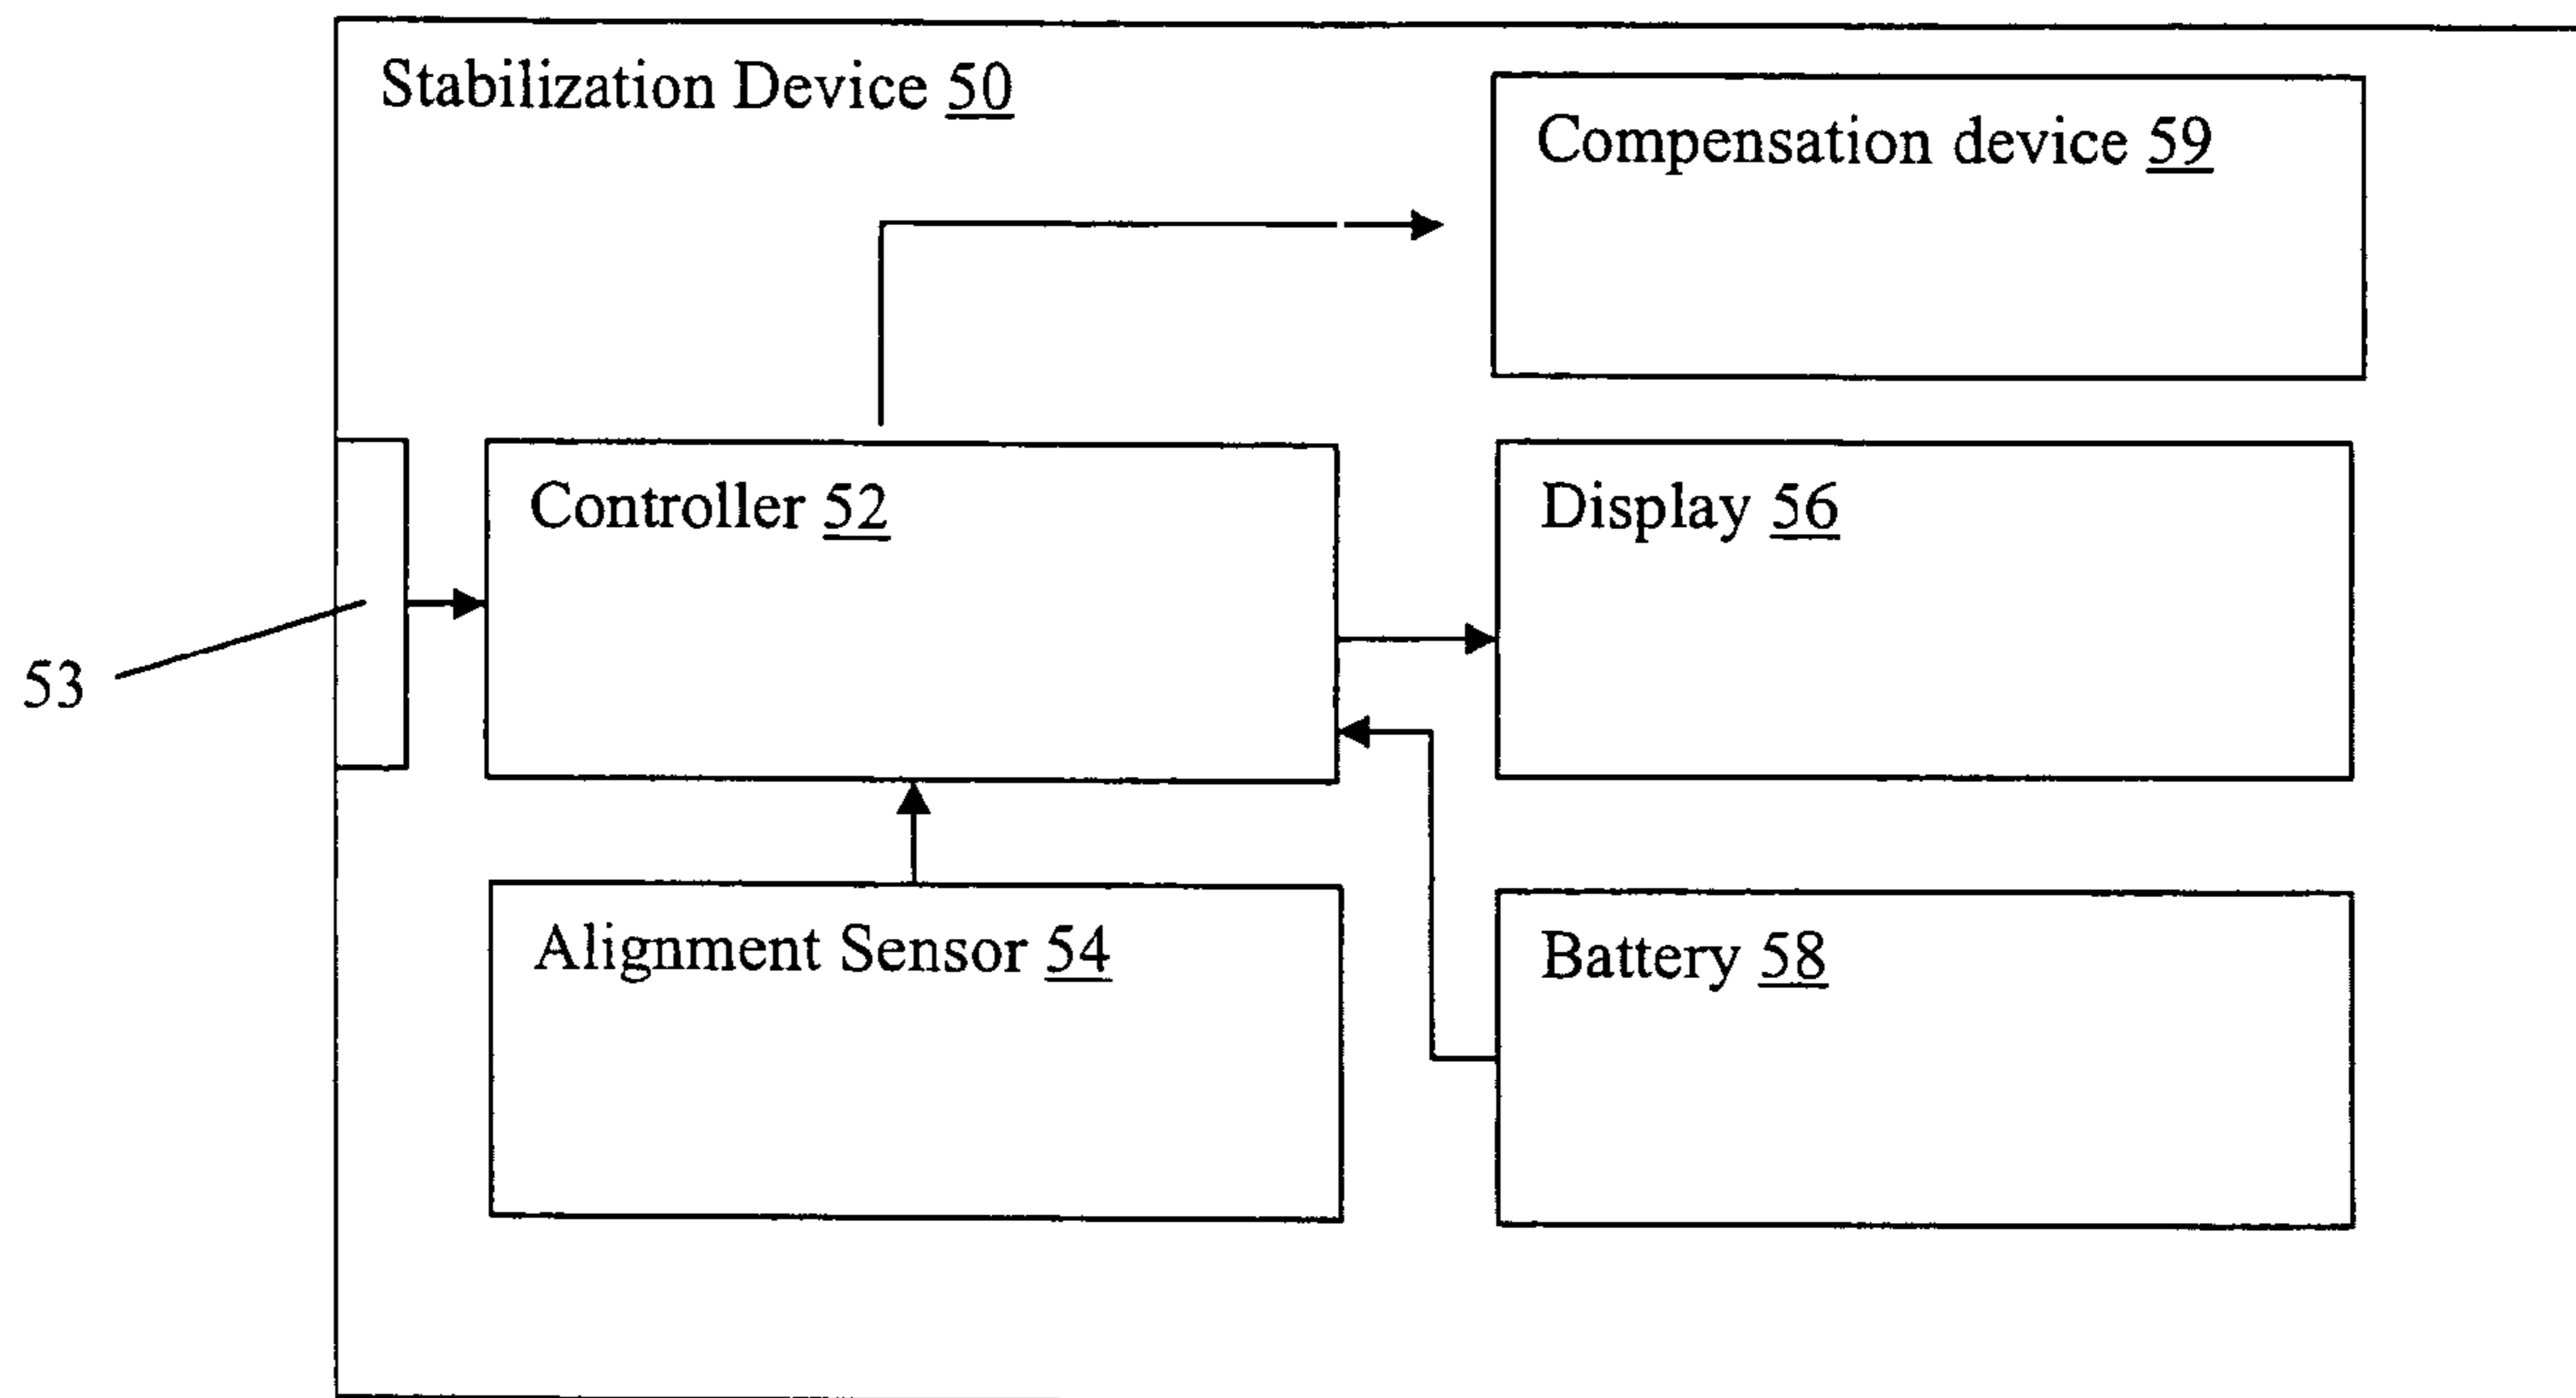 Stabilization Device 50
Compensation device 59
Controller 52
Display 56
53
Alignment Sensor 54
Battery 58